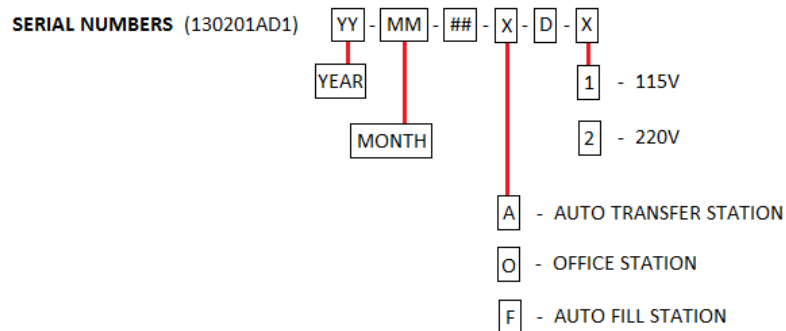 SERIAL NUMBERS (130201AD1) YY - MM - ## - X - D - X
YEAR 1 - 115V
MONTH 2 - 220V
A - AUTO TRANSFER STATION
O - OFFICE STATION
F - AUTO FILL STATION